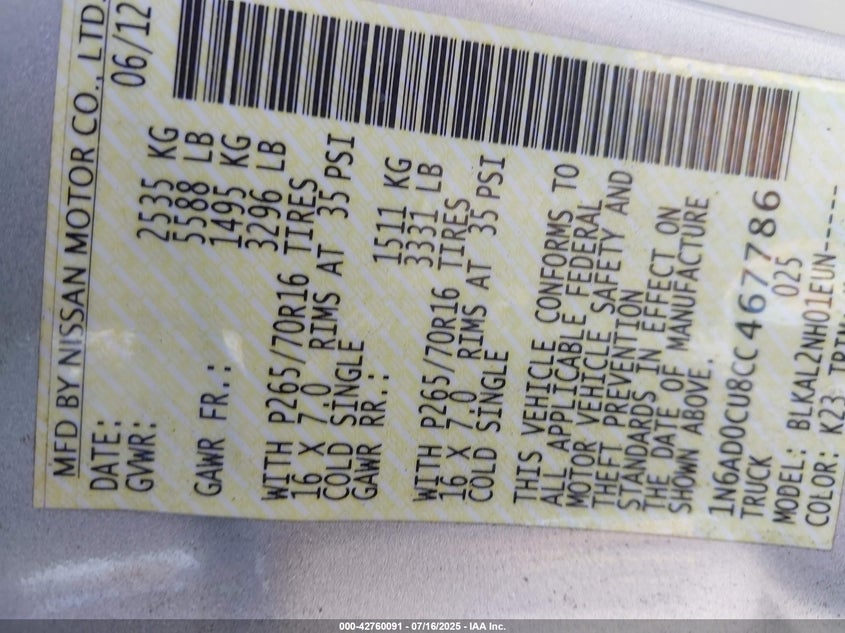 MFD BY NISSAN MOTOR CO., LTD.
DATE: 06/12
GVWR: 2535 KG
5588 LB
GAWR FR.: 1495 KG
3296 LB
WITH P265/70R16 TIRES
16 X 7.0 RIMS AT 35 PSI
COLD SINGLE
GAWR RR.: 1511 KG
3331 LB
WITH P265/70R16 TIRES
16 X 7.0 RIMS AT 35 PSI
COLD SINGLE
THIS VEHICLE CONFORMS TO
ALL APPLICABLE FEDERAL
MOTOR VEHICLE SAFETY AND
THEFT PREVENTION
STANDARDS IN EFFECT ON
THE DATE OF MANUFACTURE
SHOWN ABOVE.
1N6AD0CU8CC467786
TRUCK 025
MODEL: BLKAL2NH01EUN-----
COLOR: K23 TRIM
000-42760091 - 07/16/2025 - IAA Inc.